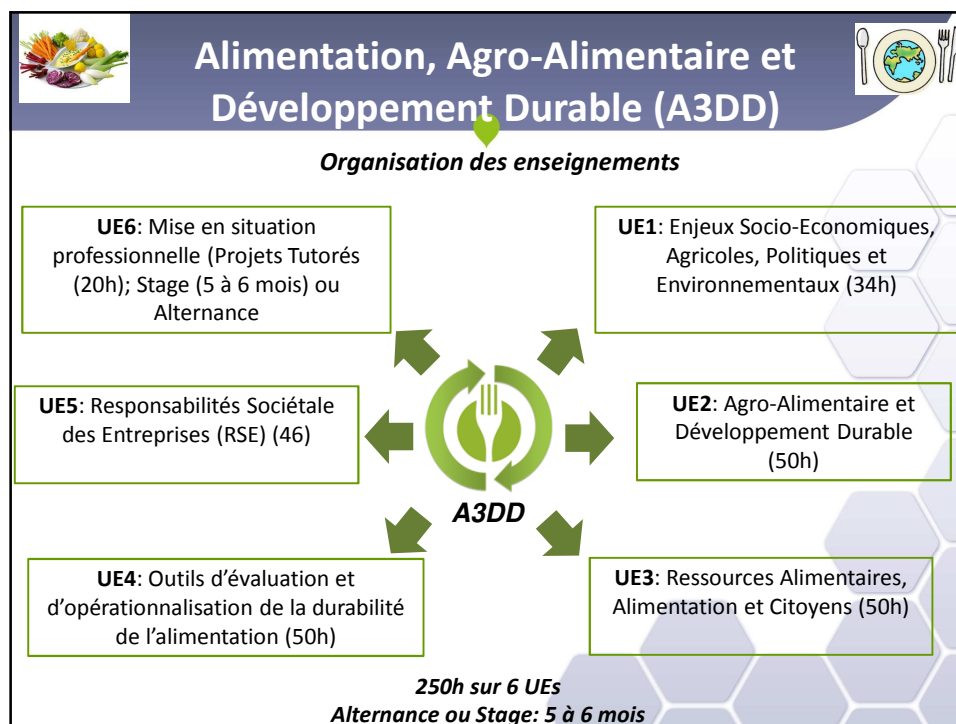 Alimentation, Agro-Alimentaire et
Développement Durable (A3DD)
Organisation des enseignements
UE6: Mise en situation
professionnelle (Projets Tutorés
(20h); Stage (5 à 6 mois) ou
Alternance
UE1: Enjeux Socio-Economiques,
Agricoles, Politiques et
Environnementaux (34h)
UE5: Responsabilités Sociétale
des Entreprises (RSE) (46)
UE2: Agro-Alimentaire et
Développement Durable
(50h)
A3DD
UE4: Outils d’évaluation et
d’opérationnalisation de la durabilité
de l’alimentation (50h)
UE3: Ressources Alimentaires,
Alimentation et Citoyens (50h)
250h sur 6 UEs
Alternance ou Stage: 5 à 6 mois